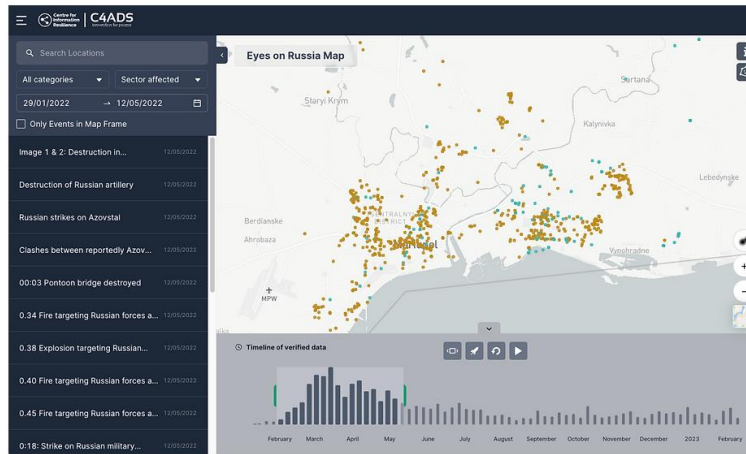 Centre for
Information
Resilience
C4ADS
innovation for peace
Search Locations
All categories
Sector affected
29/01/2022 → 12/05/2022
Only Events in Map Frame
Image 1 & 2: Destruction in... 12/05/2022
Destruction of Russian artillery 12/05/2022
Russian strikes on Azovstal 12/05/2022
Clashes between reportedly Azov... 12/05/2022
00:03 Pontoon bridge destroyed 12/05/2022
0.34 Fire targeting Russian forces a... 12/05/2022
0.38 Explosion targeting Russian... 12/05/2022
0.40 Fire targeting Russian forces a... 12/05/2022
0.45 Fire targeting Russian forces a... 12/05/2022
0:18: Strike on Russian military... 12/05/2022
Eyes on Russia Map
Sartana
Staryi Krym
Kalynivka
Lebedynske
Berdianske
Ahrobaza
DISTRICT
Vynohradne
MPW
Timeline of verified data
February March April May June July August September October November December 2023 February